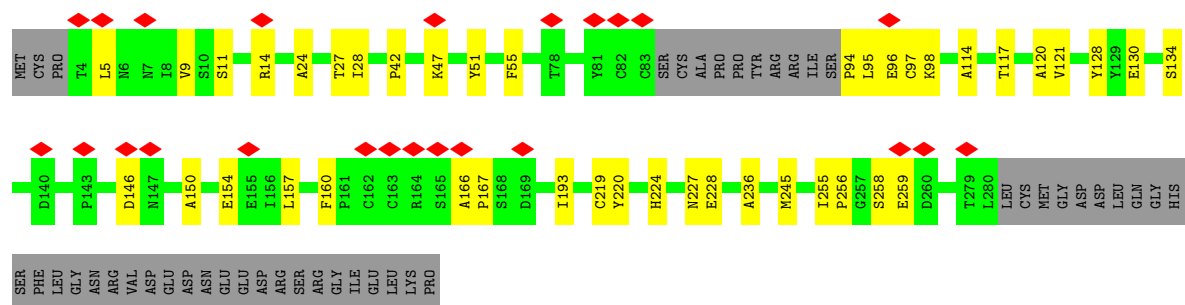 MET CYS PRO T4 L5 N6 N7 I8 V9 S10 S11 R14 A24 T27 I28 P42 K47 Y51 F55 T78 Y81 C82 C83 SER CYS ALA PRO PRO TYR ARG ARG ILE SER P94 L95 E96 C97 K98 A114 T117 A120 V121 Y128 Y129 E130 S134
D140 P143 D146 N147 A150 E154 E155 I156 L157 F160 P161 C162 C163 R164 S165 A166 P167 S168 D169 I193 C219 Y220 H224 N227 E228 A236 M245 I255 P256 G257 S258 E259 D260 T279 L280 LEU CYS MET GLY ASP ASP LEU GLN GLY HIS
SER PHE LEU GLY ASN ARG VAL ASP GLU ASP ASN GLU GLU ASP ARG SER ARG GLY ILE GLU LEU LYS PRO